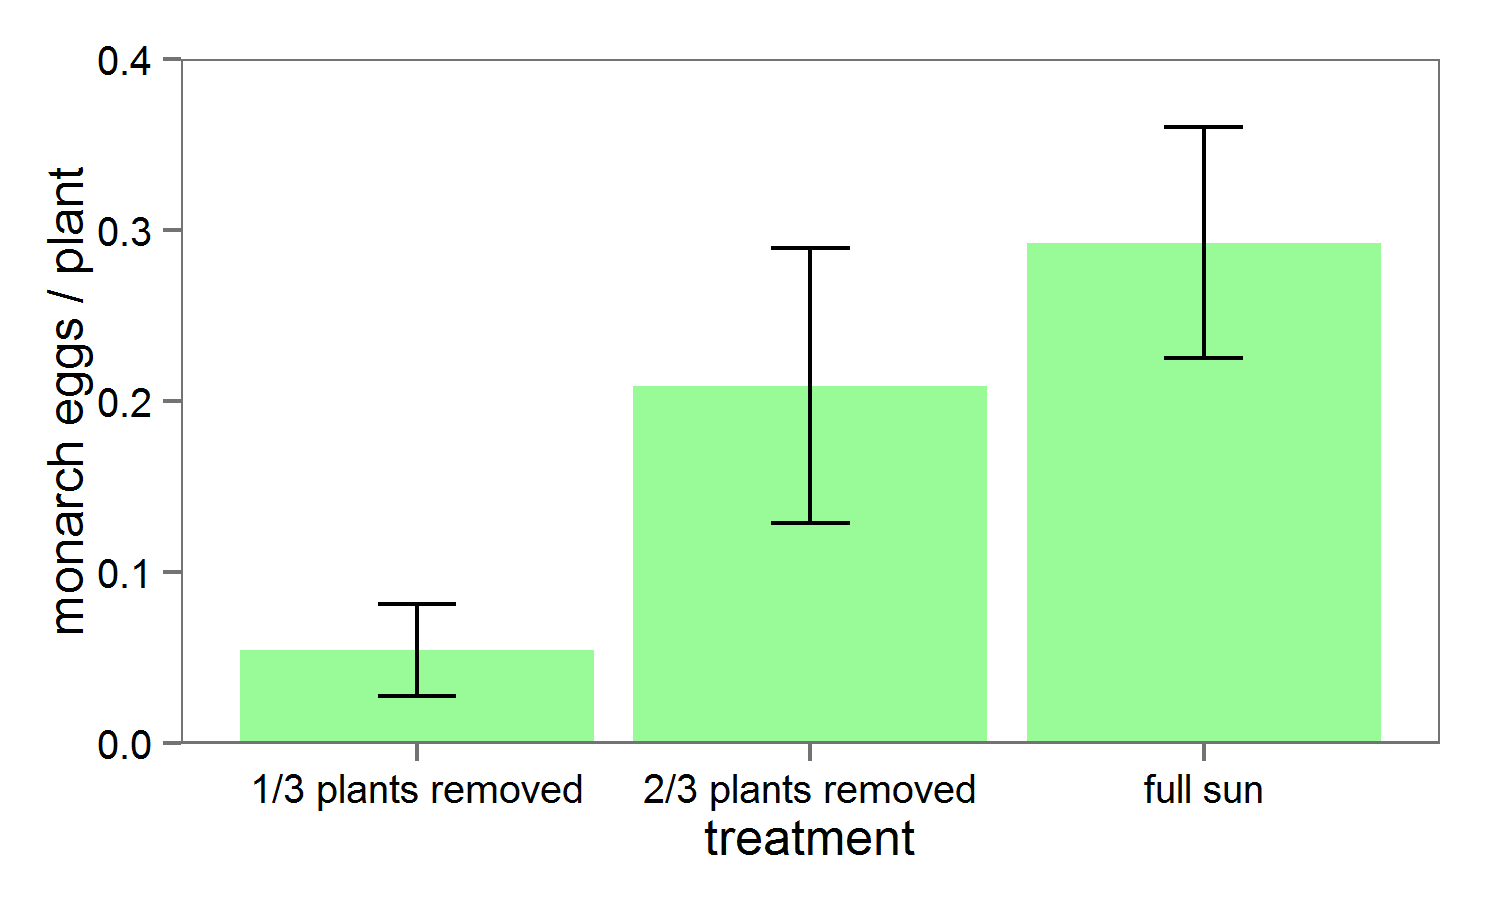 monarch eggs / plant
0.4
0.3
0.2
0.1
0.0
1/3 plants removed
2/3 plants removed
full sun
treatment